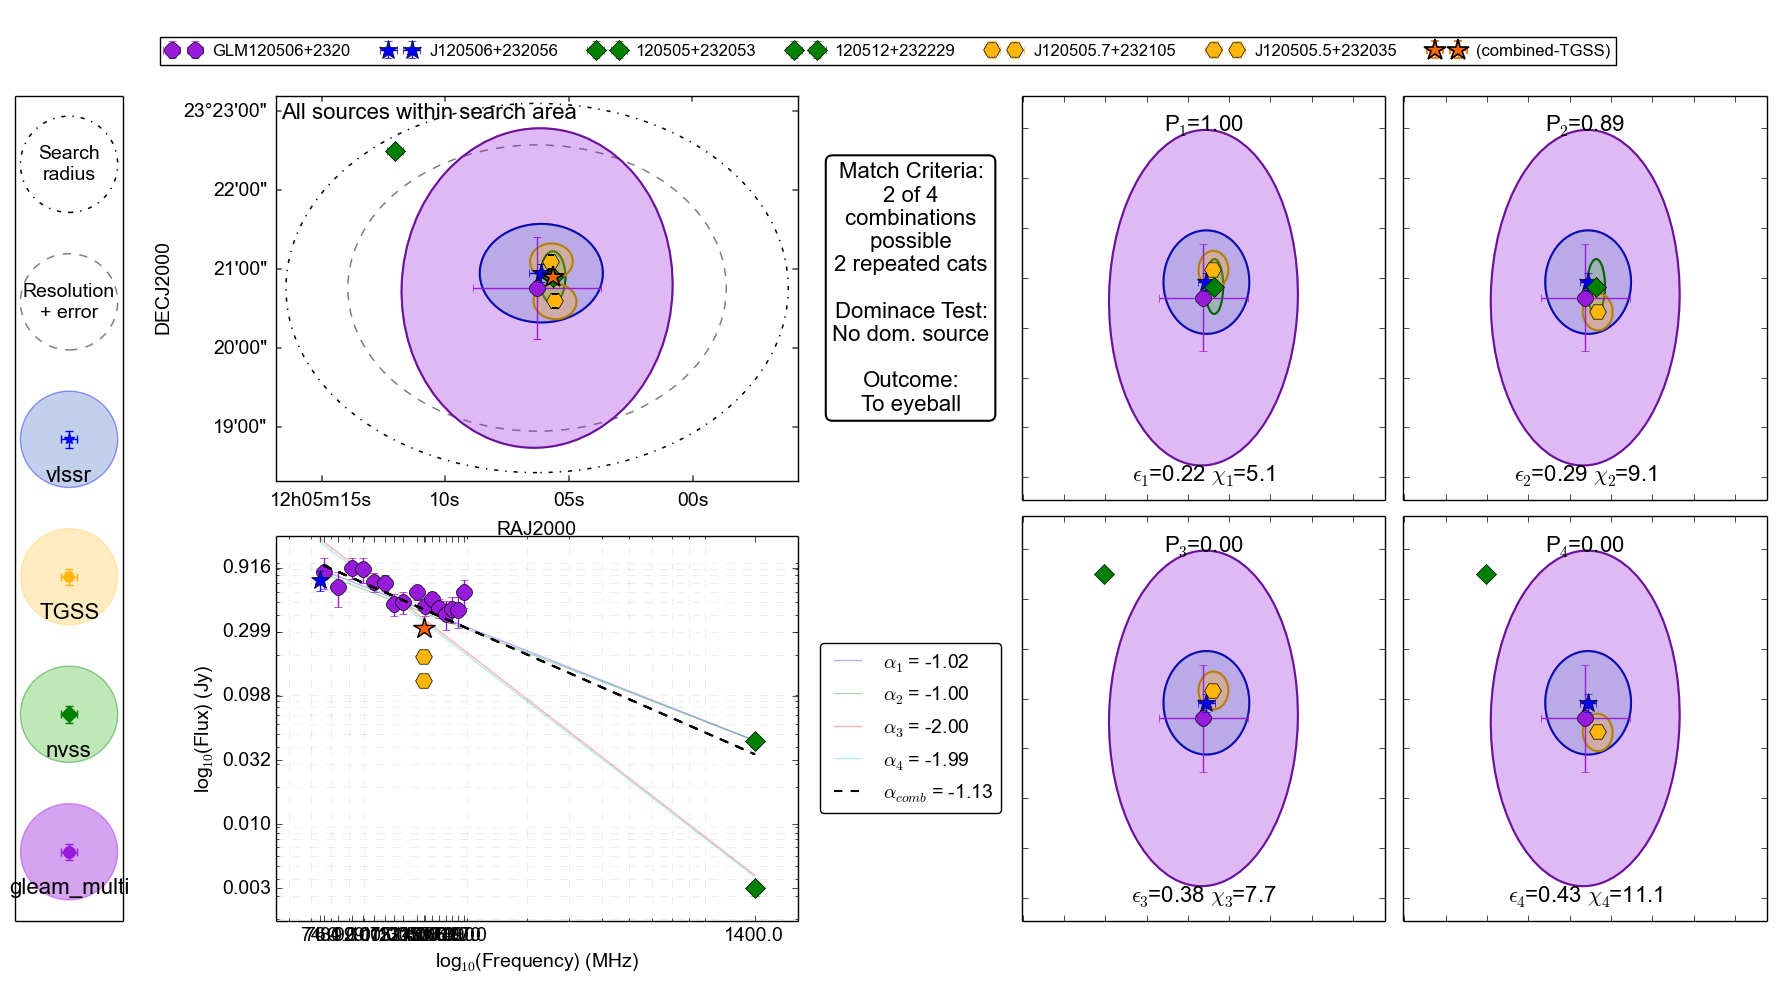 GLM120506+2320 J120506+232056 120505+232053 120512+232229 J120505.7+232105 J120505.5+232035 (combined-TGSS)
Search
radius
Resolution
+ error
vlssr
TGSS
nvss
gleam_multi
All sources within search area
23°23'00"
22'00"
21'00"
20'00"
19'00"
DECJ2000
12h05m15s 10s 05s 00s
RAJ2000
Match Criteria:
2 of 4
combinations
possible
2 repeated cats
Dominace Test:
No dom. source
Outcome:
To eyeball
P1=1.00
ϵ1=0.22 χ1=5.1
P2=0.89
ϵ2=0.29 χ2=9.1
P3=0.00
ϵ3=0.38 χ3=7.7
P4=0.00
ϵ4=0.43 χ4=11.1
0.916
0.299
0.098
0.032
0.010
0.003
log10(Flux) (Jy)
1400.0
log10(Frequency) (MHz)
α1 = -1.02
α2 = -1.00
α3 = -2.00
α4 = -1.99
αcomb = -1.13